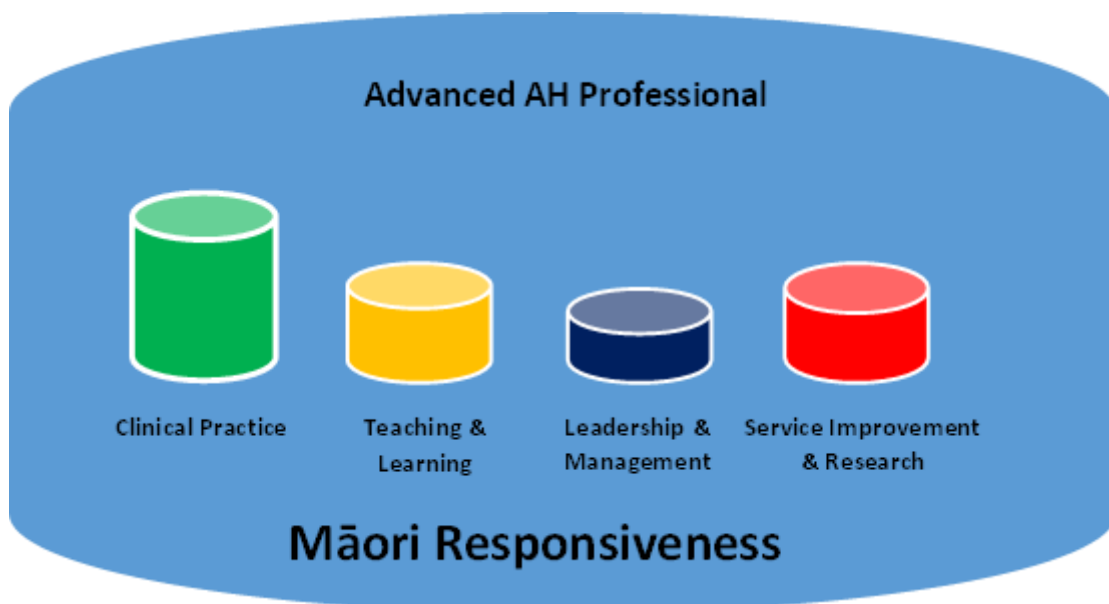 Advanced AH Professional
Clinical Practice
Teaching &
Learning
Leadership &
Management
Service Improvement
& Research
Māori Responsiveness